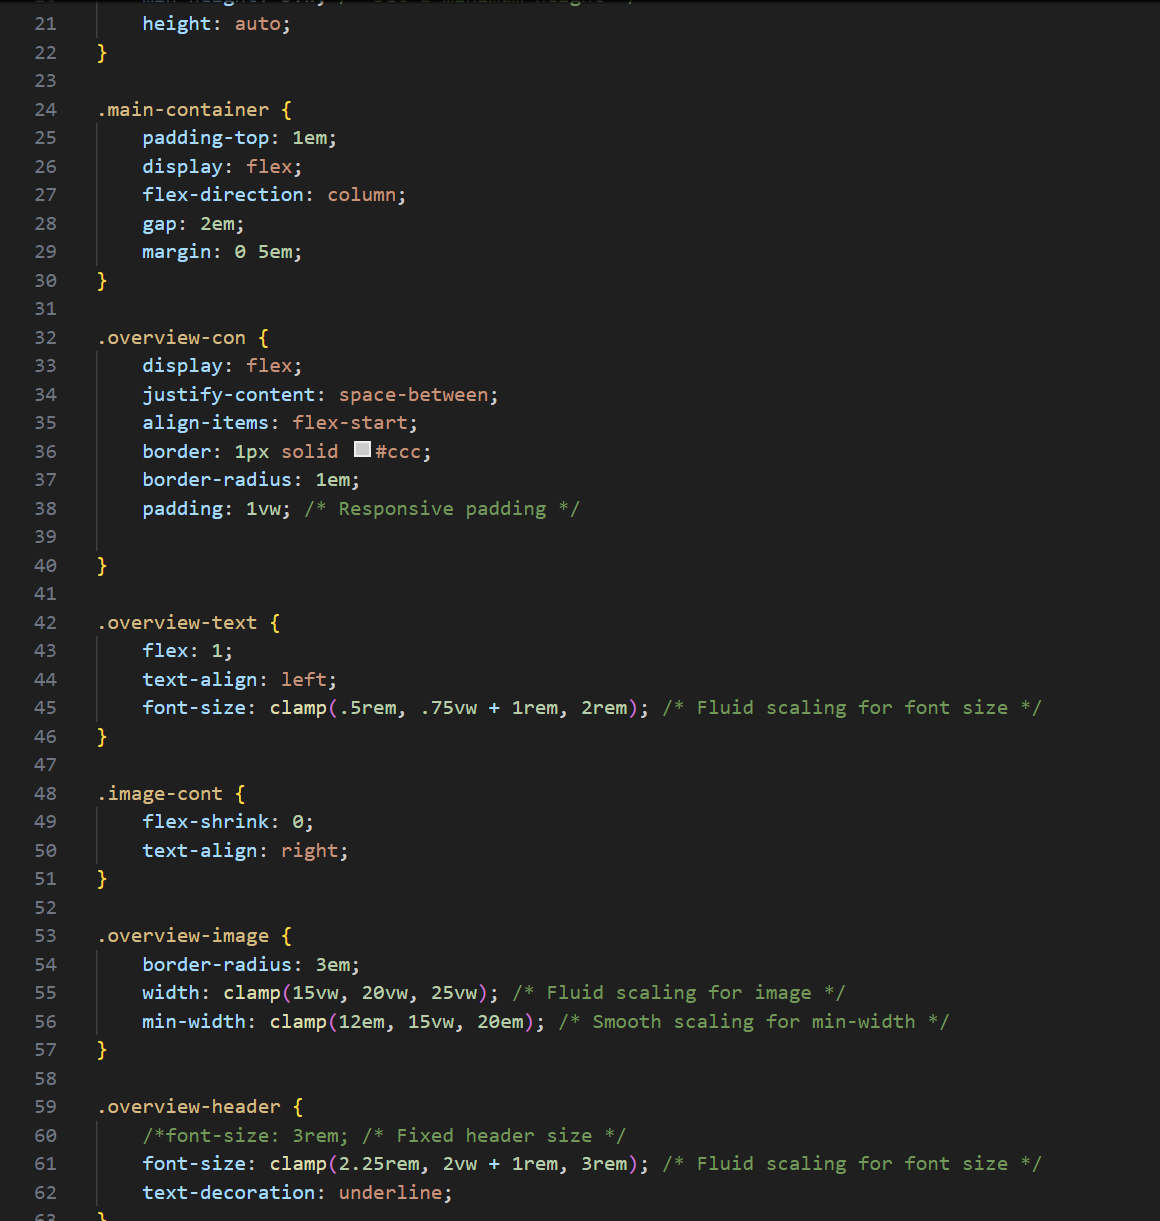 21 height: auto;
22 }
23
24 .main-container {
25 padding-top: 1em;
26 display: flex;
27 flex-direction: column;
28 gap: 2em;
29 margin: 0 5em;
30 }
31
32 .overview-con {
33 display: flex;
34 justify-content: space-between;
35 align-items: flex-start;
36 border: 1px solid #ccc;
37 border-radius: 1em;
38 padding: 1vw; /* Responsive padding */
39
40 }
41
42 .overview-text {
43 flex: 1;
44 text-align: left;
45 font-size: clamp(.5rem, .75vw + 1rem, 2rem); /* Fluid scaling for font size */
46 }
47
48 .image-cont {
49 flex-shrink: 0;
50 text-align: right;
51 }
52
53 .overview-image {
54 border-radius: 3em;
55 width: clamp(15vw, 20vw, 25vw); /* Fluid scaling for image */
56 min-width: clamp(12em, 15vw, 20em); /* Smooth scaling for min-width */
57 }
58
59 .overview-header {
60 /*font-size: 3rem; /* Fixed header size */
61 font-size: clamp(2.25rem, 2vw + 1rem, 3rem); /* Fluid scaling for font size */
62 text-decoration: underline;
63 }